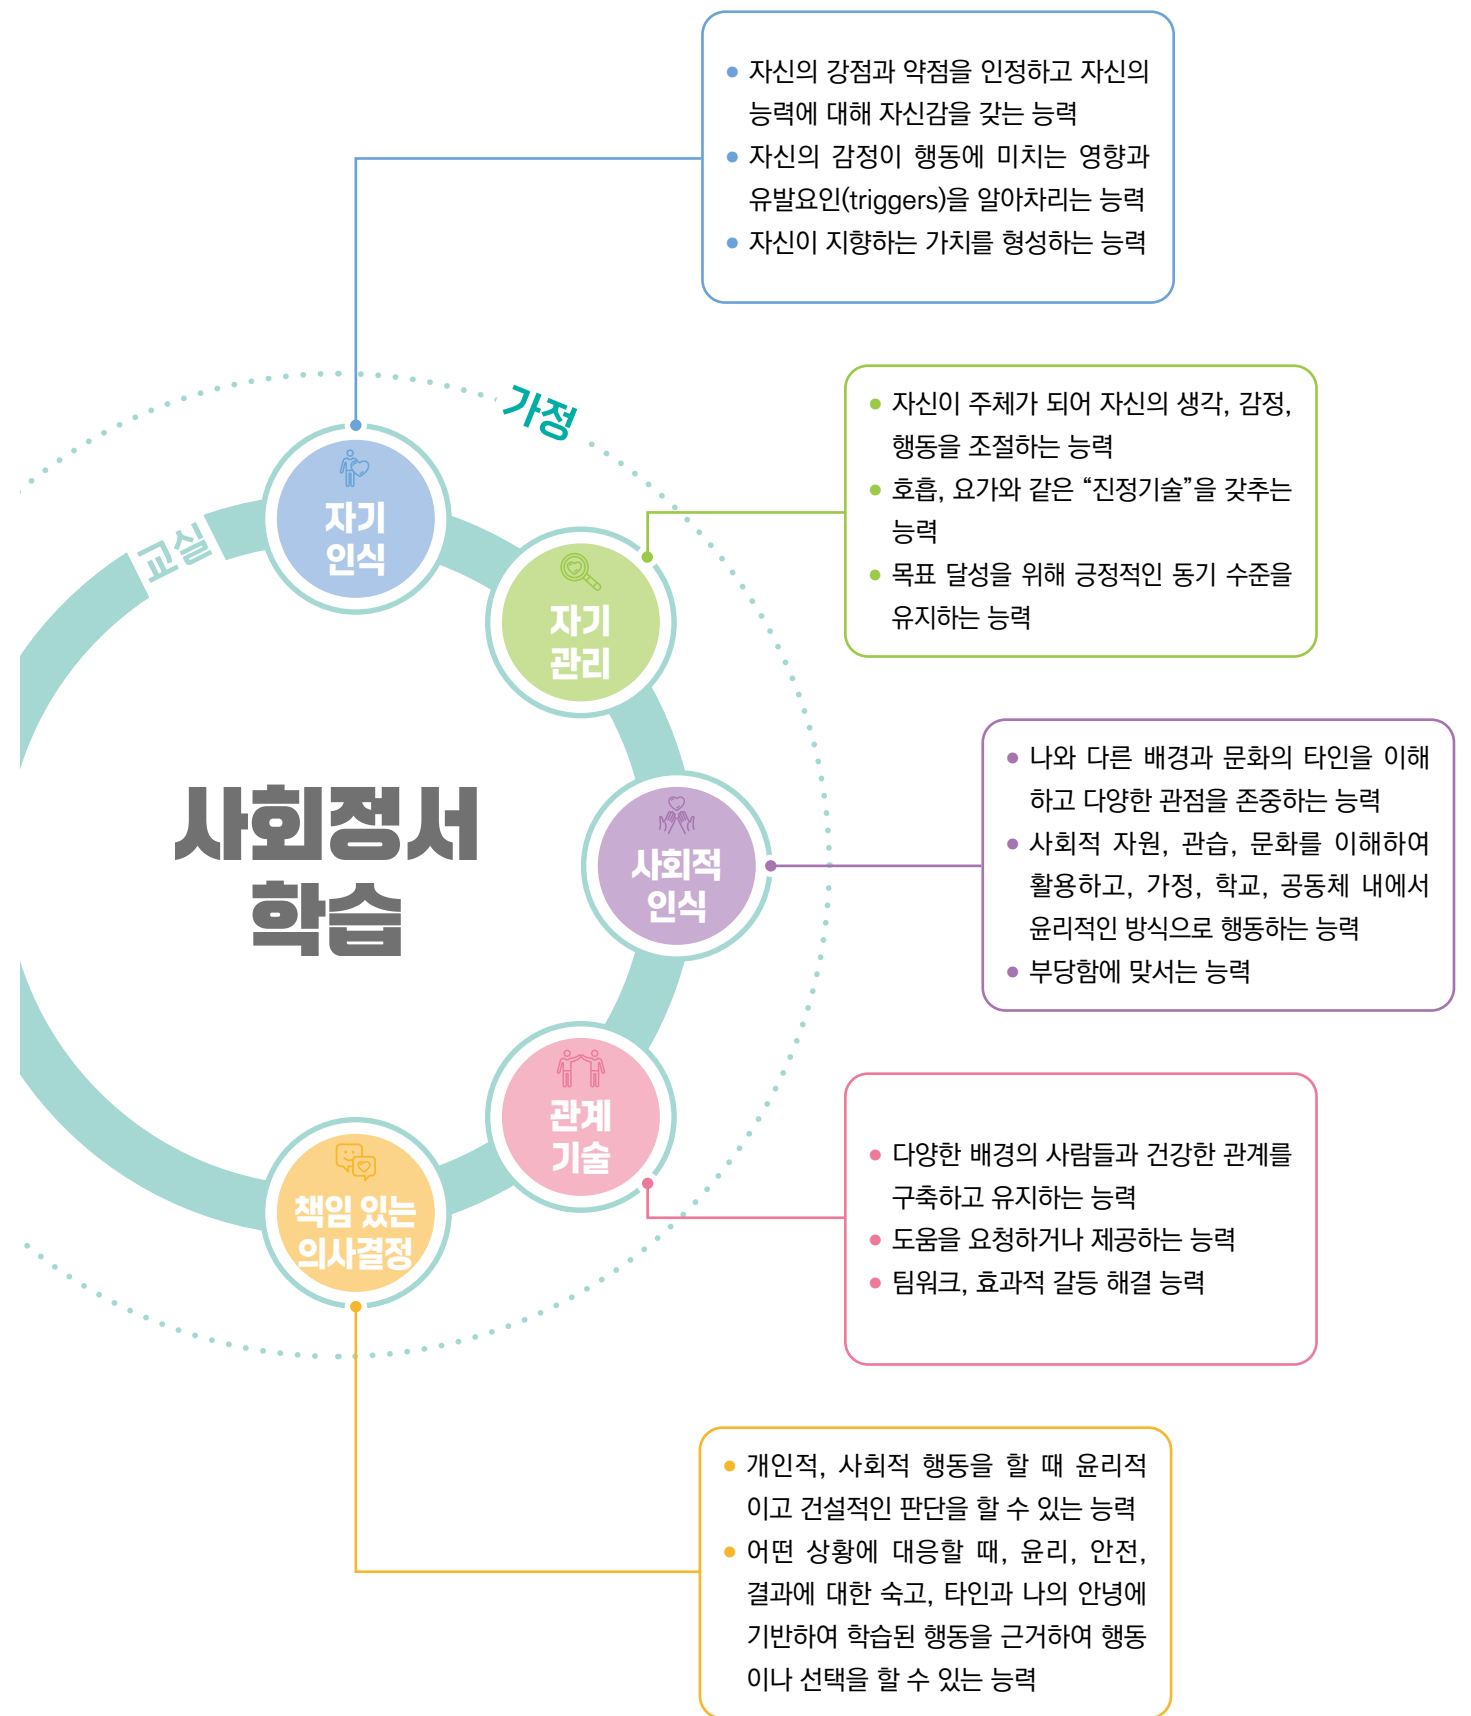 자신의 강점과 약점을 인정하고 자신의
능력에 대해 자신감을 갖는 능력
자신의 감정이 행동에 미치는 영향과
유발요인(triggers)을 알아차리는 능력
자신이 지향하는 가치를 형성하는 능력
가정
교실
자기
인식
자신이 주체가 되어 자신의 생각, 감정,
행동을 조절하는 능력
호흡, 요가와 같은 “진정기술”을 갖추는
능력
목표 달성을 위해 긍정적인 동기 수준을
유지하는 능력
자기
관리
사회정서
학습
사회적
인식
나와 다른 배경과 문화의 타인을 이해
하고 다양한 관점을 존중하는 능력
사회적 자원, 관습, 문화를 이해하여
활용하고, 가정, 학교, 공동체 내에서
윤리적인 방식으로 행동하는 능력
부당함에 맞서는 능력
관계
기술
다양한 배경의 사람들과 건강한 관계를
구축하고 유지하는 능력
도움을 요청하거나 제공하는 능력
팀워크, 효과적 갈등 해결 능력
책임 있는
의사결정
개인적, 사회적 행동을 할 때 윤리적
이고 건설적인 판단을 할 수 있는 능력
어떤 상황에 대응할 때, 윤리, 안전,
결과에 대한 숙고, 타인과 나의 안녕에
기반하여 학습된 행동을 근거하여 행동
이나 선택을 할 수 있는 능력